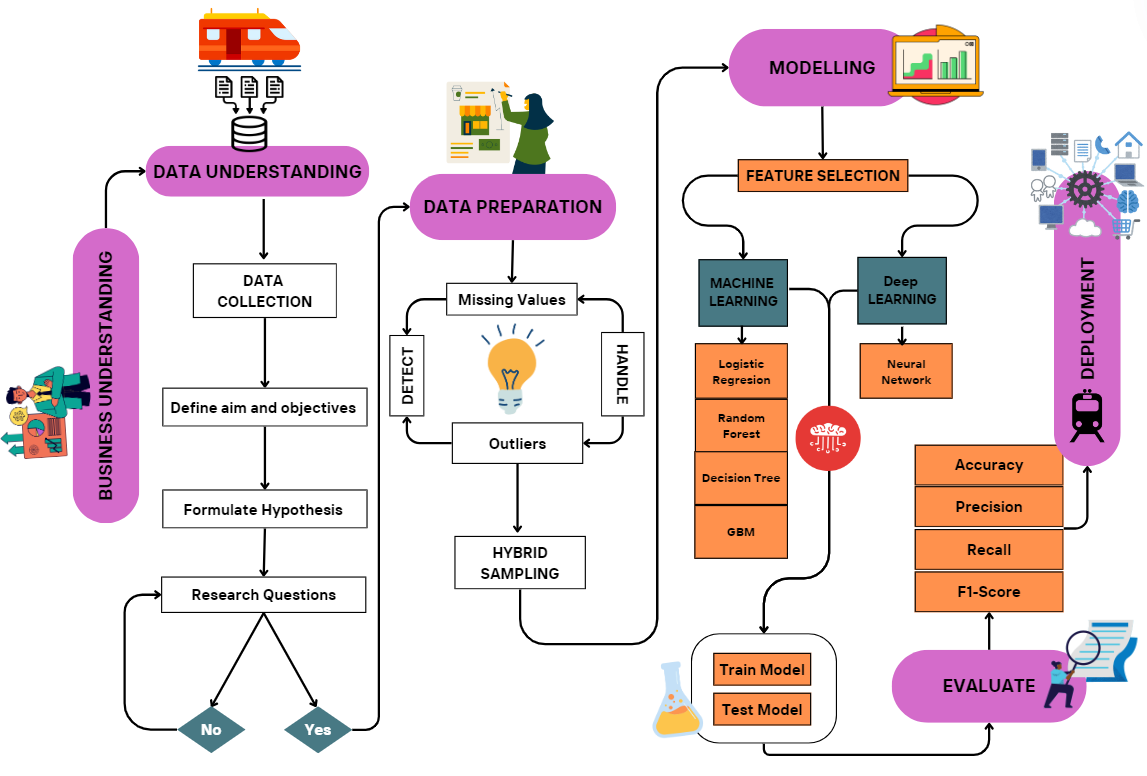 BUSINESS UNDERSTANDING
DATA UNDERSTANDING
DATA
COLLECTION
Define aim and objectives
Formulate Hypothesis
Research Questions
No
Yes
DATA PREPARATION
Missing Values
DETECT
HANDLE
Outliers
HYBRID
SAMPLING
MODELLING
FEATURE SELECTION
MACHINE
LEARNING
Deep
LEARNING
Logistic
Regresion
Random
Forest
Decision Tree
GBM
Neural
Network
Train Model
Test Model
EVALUATE
Accuracy
Precision
Recall
F1-Score
DEPLOYMENT